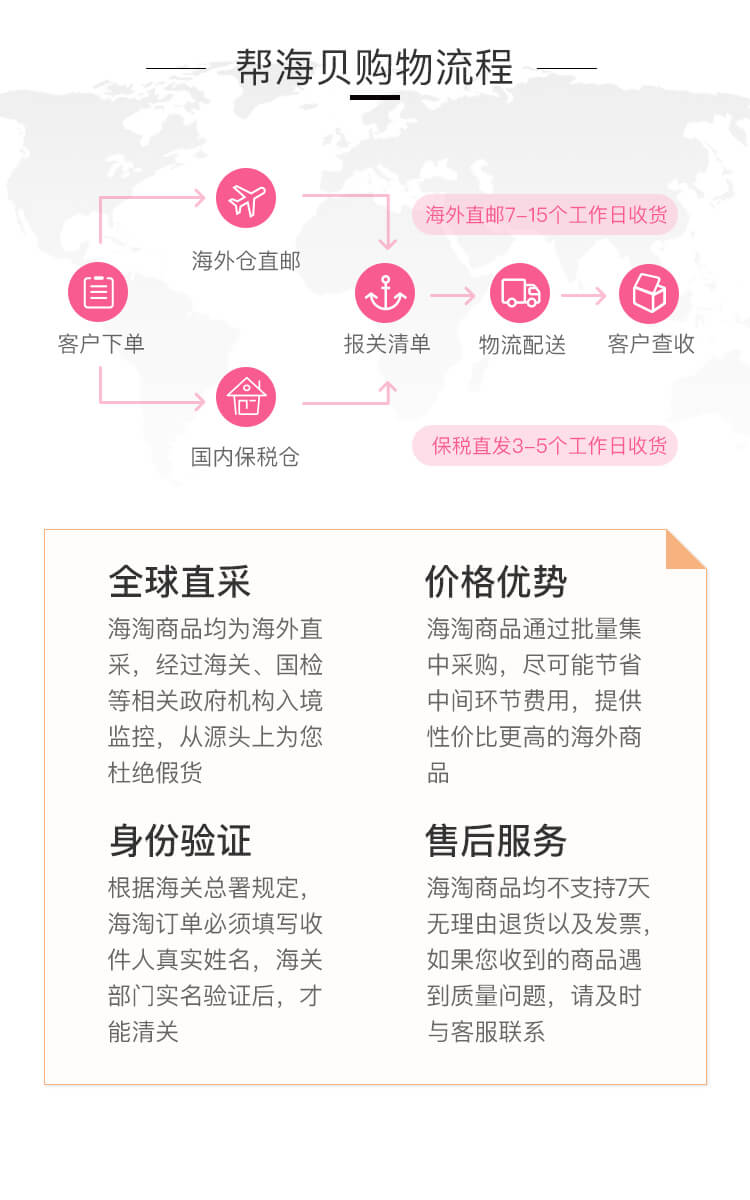 帮海贝购物流程
海外直邮7-15个工作日收货
海外仓直邮
客户下单
报关清单
物流配送
客户查收
国内保税仓
保税直发3-5个工作日收货
全球直采
海淘商品均为海外直
采，经过海关、国检
等相关政府机构入境
监控，从源头上为您
杜绝假货
价格优势
海淘商品通过批量集
中采购，尽可能节省
中间环节费用，提供
性价比更高的海外商
品
身份验证
根据海关总署规定，
海淘订单必须填写收
件人真实姓名，海关
部门实名验证后，才
能清关
售后服务
海淘商品均不支持7天
无理由退货以及发票，
如果您收到的商品遇
到质量问题，请及时
与客服联系